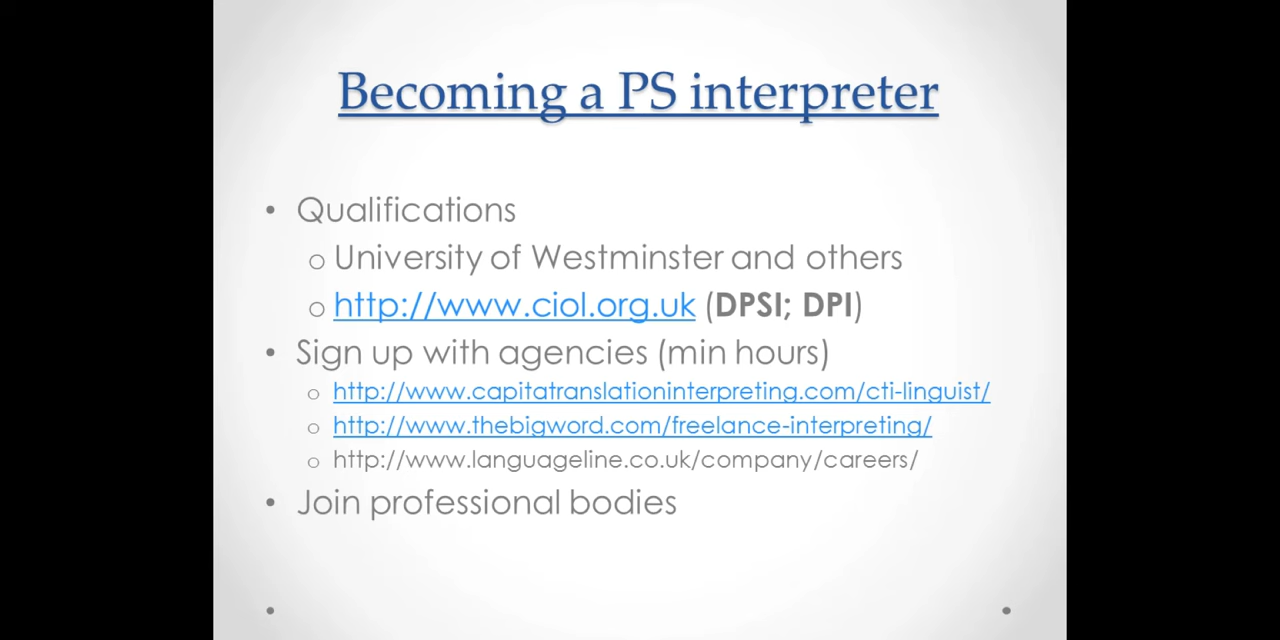 Becoming a PS interpreter
• Qualifications
o University of Westminster and others
o http://www.ciol.org.uk (DPSI; DPI)
• Sign up with agencies (min hours)
o http://www.capitatranslationinterpreting.com/cti-linguist/
o http://www.thebigword.com/freelance-interpreting/
o http://www.languageline.co.uk/company/careers/
• Join professional bodies